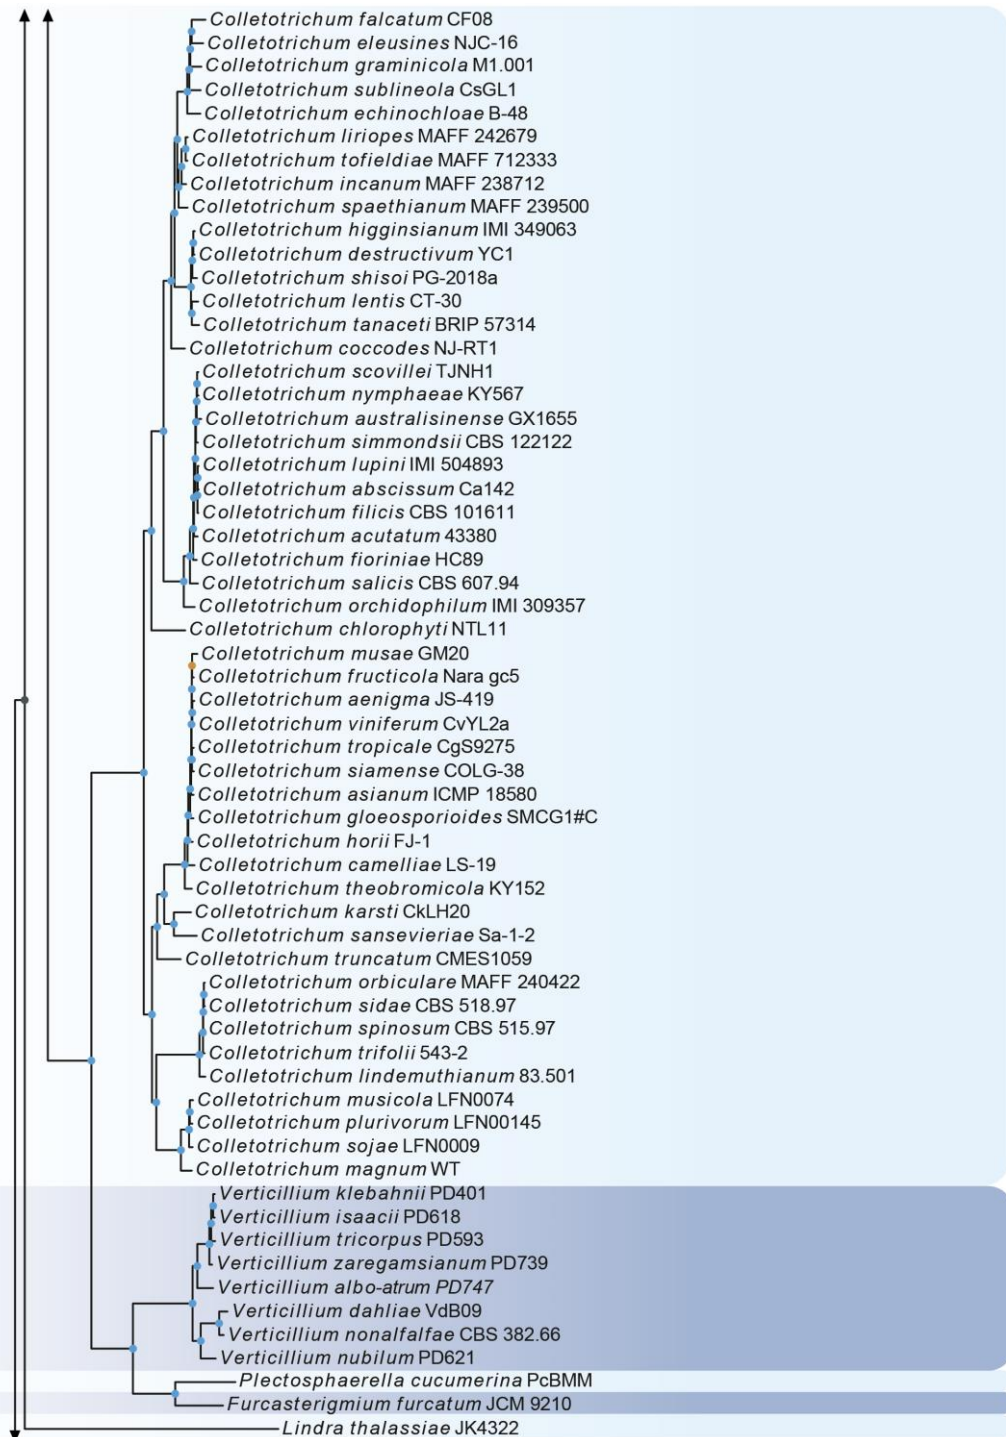 Colletotrichum falcatum CF08
Colletotrichum eleusines NJC-16
Colletotrichum graminicola M1.001
Colletotrichum sublineola CsGL1
Colletotrichum echinochloae B-48
Colletotrichum liriopes MAFF 242679
Colletotrichum tofieldiae MAFF 712333
Colletotrichum incanum MAFF 238712
Colletotrichum spaethianum MAFF 239500
Colletotrichum higginsianum IMI 349063
Colletotrichum destructivum YC1
Colletotrichum shisoi PG-2018a
Colletotrichum lentis CT-30
Colletotrichum tanaceti BRIP 57314
Colletotrichum coccodes NJ-RT1
Colletotrichum scovillei TJNH1
Colletotrichum nymphaeae KY567
Colletotrichum australisinense GX1655
Colletotrichum simmondsii CBS 122122
Colletotrichum lupini IMI 504893
Colletotrichum abscissum Ca142
Colletotrichum filicis CBS 101611
Colletotrichum acutatum 43380
Colletotrichum fioriniae HC89
Colletotrichum salicis CBS 607.94
Colletotrichum orchidophilum IMI 309357
Colletotrichum chlorophyti NTL11
Colletotrichum musae GM20
Colletotrichum fructicola Nara gc5
Colletotrichum aenigma JS-419
Colletotrichum viniferum CvYL2a
Colletotrichum tropicale CgS9275
Colletotrichum siamense COLG-38
Colletotrichum asianum ICMP 18580
Colletotrichum gloeosporioides SMCG1#C
Colletotrichum horii FJ-1
Colletotrichum camelliae LS-19
Colletotrichum theobromicola KY152
Colletotrichum karsti CkLH20
Colletotrichum sansevieriae Sa-1-2
Colletotrichum truncatum CMES1059
Colletotrichum orbiculare MAFF 240422
Colletotrichum sidae CBS 518.97
Colletotrichum spinosum CBS 515.97
Colletotrichum trifolii 543-2
Colletotrichum lindemuthianum 83.501
Colletotrichum musicola LFN0074
Colletotrichum plurivorum LFN00145
Colletotrichum sojae LFN0009
Colletotrichum magnum WT
Verticillium klebahnii PD401
Verticillium isaacii PD618
Verticillium tricorpus PD593
Verticillium zaregamsianum PD739
Verticillium albo-atrum PD747
Verticillium dahliae VdB09
Verticillium nonalfalfae CBS 382.66
Verticillium nubilum PD621
Plectosphaerella cucumerina PcBMM
Furcasterigmium furcatum JCM 9210
Lindra thalassiae JK4322